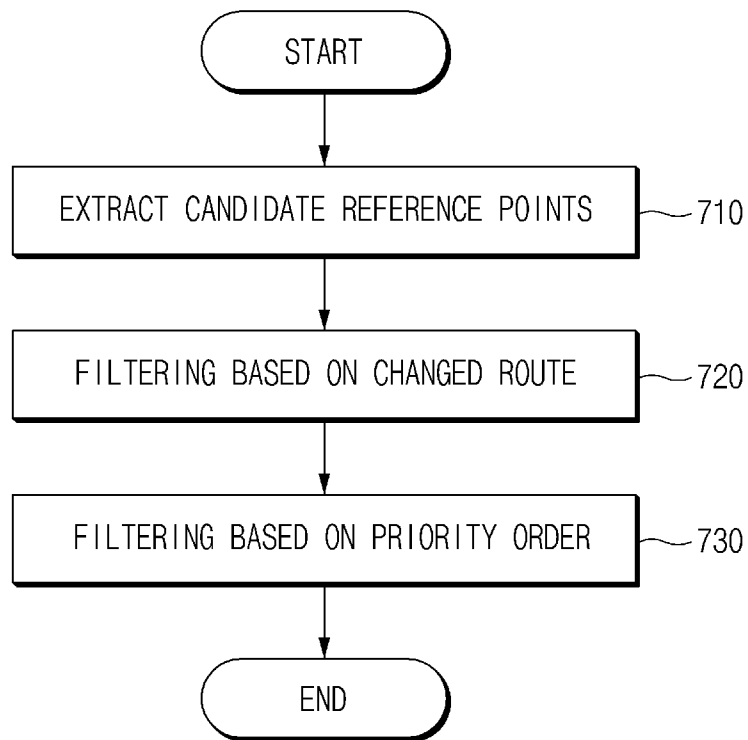 START
EXTRACT CANDIDATE REFERENCE POINTS
710
FILTERING BASED ON CHANGED ROUTE
720
FILTERING BASED ON PRIORITY ORDER
730
END